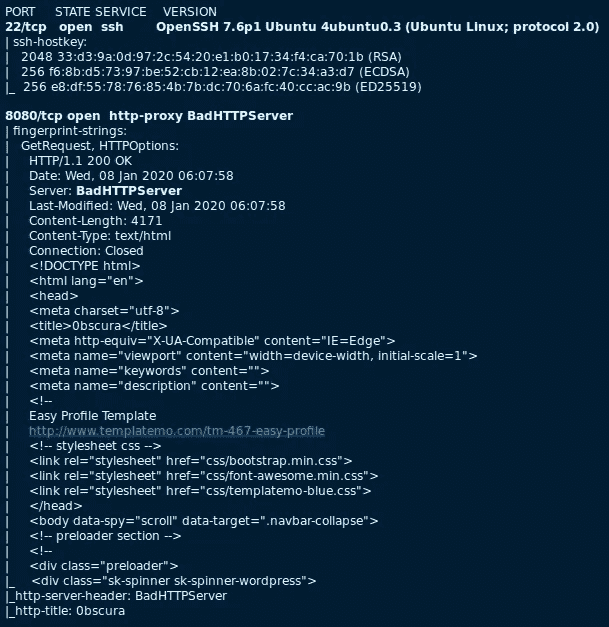 PORT STATE SERVICE VERSION
22/tcp open ssh OpenSSH 7.6p1 Ubuntu 4ubuntu0.3 (Ubuntu Linux; protocol 2.0)
| ssh-hostkey:
| 2048 33:d3:9a:0d:97:2c:54:20:e1:b0:17:34:f4:ca:70:1b (RSA)
| 256 f6:8b:d5:73:97:be:52:cb:12:ea:8b:02:7c:34:a3:d7 (ECDSA)
|_ 256 e8:df:55:78:76:85:4b:7b:dc:70:6a:fc:40:cc:ac:9b (ED25519)
8080/tcp open http-proxy BadHTTPServer
| fingerprint-strings:
| GetRequest, HTTPOptions:
| HTTP/1.1 200 OK
| Date: Wed, 08 Jan 2020 06:07:58
| Server: BadHTTPServer
| Last-Modified: Wed, 08 Jan 2020 06:07:58
| Content-Length: 4171
| Content-Type: text/html
| Connection: Closed
| <!DOCTYPE html>
| <html lang="en">
| <head>
| <meta charset="utf-8">
| <title>0bscura</title>
| <meta http-equiv="X-UA-Compatible" content="IE=Edge">
| <meta name="viewport" content="width=device-width, initial-scale=1">
| <meta name="keywords" content="">
| <meta name="description" content="">
| <!--
| Easy Profile Template
| http://www.templatemo.com/tm-467-easy-profile
| <!-- stylesheet css -->
| <link rel="stylesheet" href="css/bootstrap.min.css">
| <link rel="stylesheet" href="css/font-awesome.min.css">
| <link rel="stylesheet" href="css/templatemo-blue.css">
| </head>
| <body data-spy="scroll" data-target=".navbar-collapse">
| <!-- preloader section -->
| <!--
| <div class="preloader">
|_ <div class="sk-spinner sk-spinner-wordpress">
|_http-server-header: BadHTTPServer
|_http-title: 0bscura